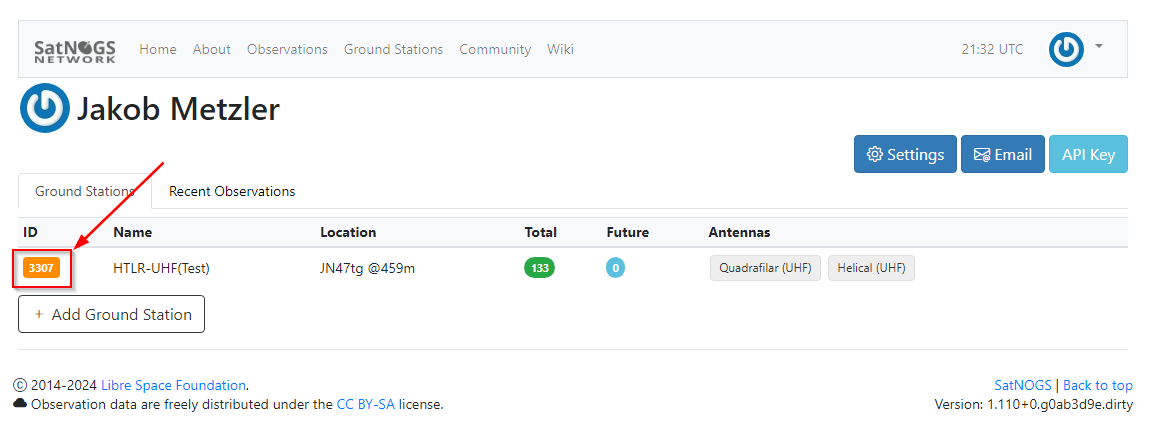 SatNOGS NETWORK Home About Observations Ground Stations Community Wiki 21:32 UTC
Jakob Metzler
Settings Email API Key
Ground Stations Recent Observations
ID Name Location Total Future Antennas
3307 HTLR-UHF(Test) JN47tg @459m 133 0 Quadrafilar (UHF) Helical (UHF)
+ Add Ground Station
© 2014-2024 Libre Space Foundation. SatNOGS | Back to top
Observation data are freely distributed under the CC BY-SA license. Version: 1.110+0.g0ab3d9e.dirty